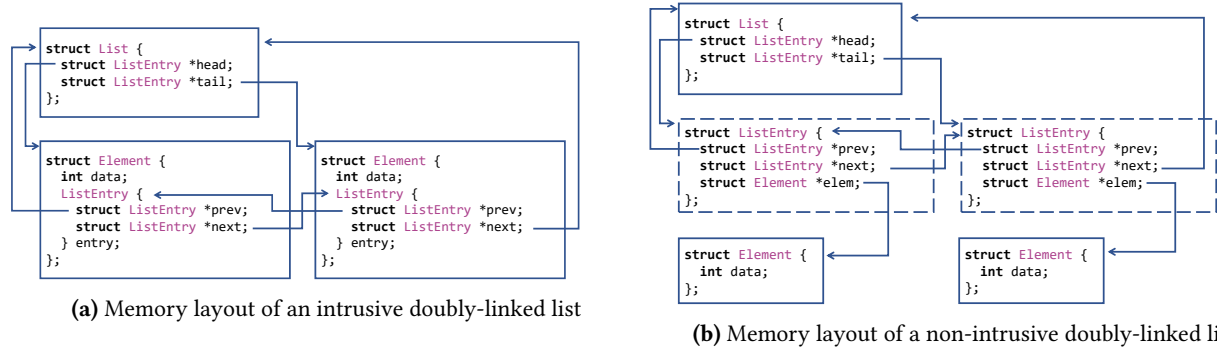 struct List {
struct ListEntry *head;
struct ListEntry *tail;
};
struct Element {
int data;
ListEntry {
struct ListEntry *prev;
struct ListEntry *next;
} entry;
};
struct Element {
int data;
ListEntry {
struct ListEntry *prev;
struct ListEntry *next;
} entry;
};
(a) Memory layout of an intrusive doubly-linked list
struct List {
struct ListEntry *head;
struct ListEntry *tail;
};
struct ListEntry {
struct ListEntry *prev;
struct ListEntry *next;
struct Element *elem;
};
struct ListEntry {
struct ListEntry *prev;
struct ListEntry *next;
struct Element *elem;
};
struct Element {
int data;
};
struct Element {
int data;
};
(b) Memory layout of a non-intrusive doubly-linked li